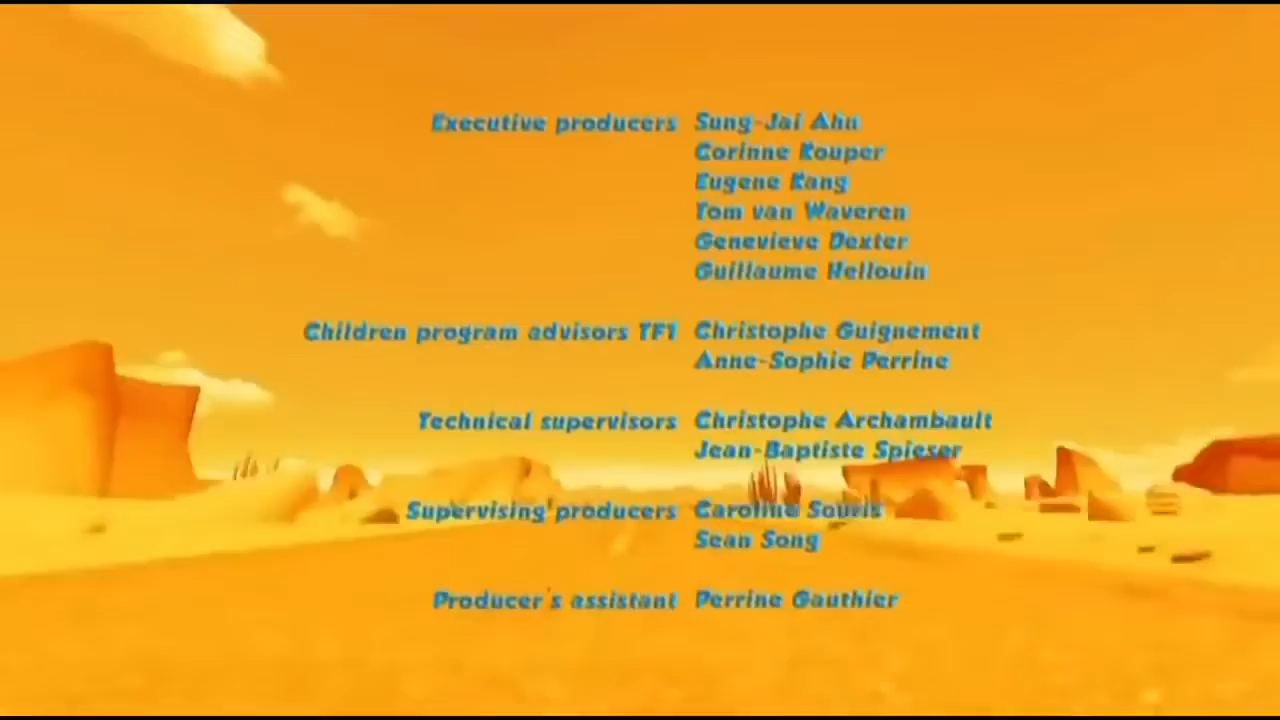 Executive producers Sung-Jai Ahn
Corinne Kouper
Eugene Kang
Tom van Waveren
Genevieve Dexter
Guillaume Hellouin
Children program advisors TF1 Christophe Guignement
Anne-Sophie Perrine
Technical supervisors Christophe Archambault
Jean-Baptiste Spieser
Supervising producers Caroline Souris
Sean Song
Producer's assistant Perrine Gauthier